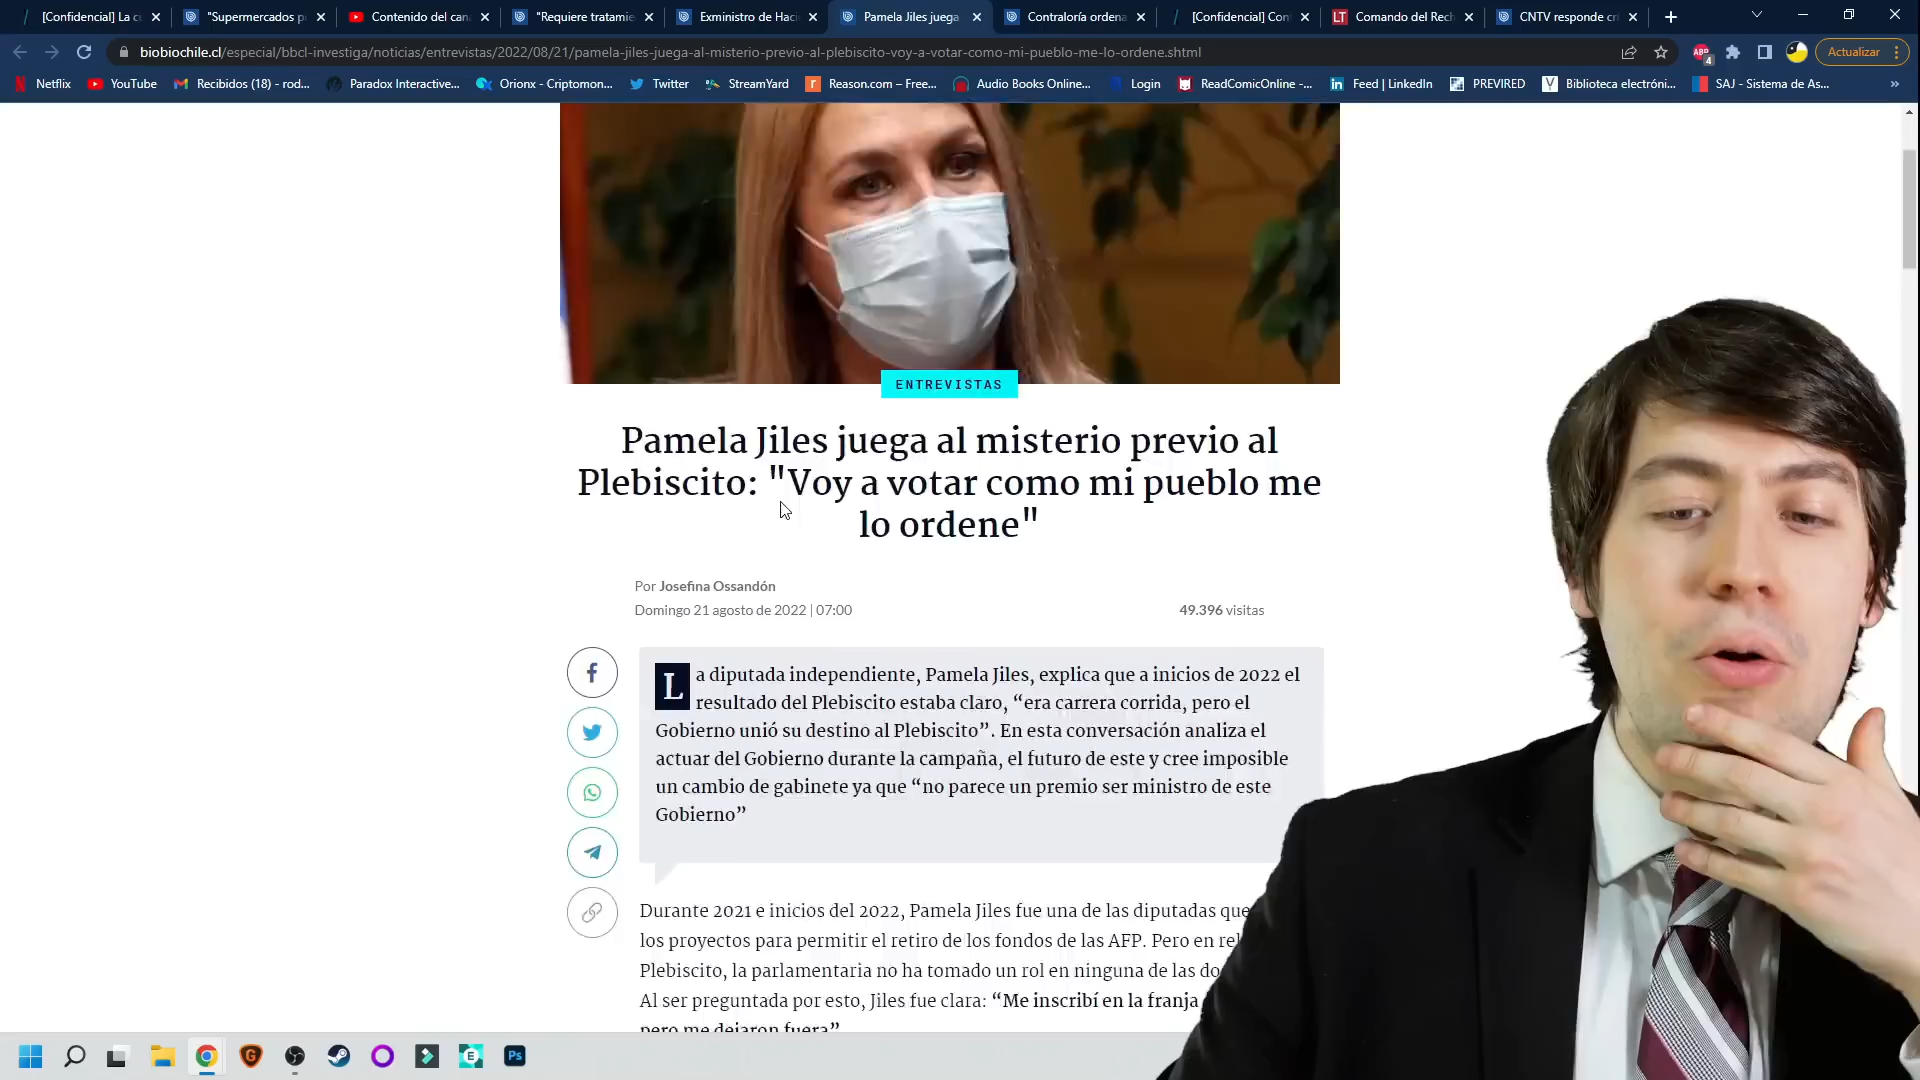 [Confidencial] La c
"Supermercados p
Contenido del can
"Requiere tratamie
Exministro de Haci
Pamela Jiles juega
Contraloría ordena
[Confidencial] Con
LT
Comando del Rech
CNTV responde cr
biobiochile.cl/especial/bbcl-investiga/noticias/entrevistas/2022/08/21/pamela-jiles-juega-al-misterio-previo-al-plebiscito-voy-a-votar-como-mi-pueblo-me-lo-ordene.shtml
ABP
4
Actualizar
Netflix
YouTube
Recibidos (18) - rod...
Paradox Interactive...
Orionx - Criptomon...
Twitter
StreamYard
Reason.com – Free...
Audio Books Online...
Login
ReadComicOnline -...
Feed | LinkedIn
PREVIRED
Biblioteca electróni...
SAJ - Sistema de As...
ENTREVISTAS
Pamela Jiles juega al misterio previo al
Plebiscito: "Voy a votar como mi pueblo me
lo ordene"
Por Josefina Ossandón
Domingo 21 agosto de 2022 | 07:00
49.396 visitas
La diputada independiente, Pamela Jiles, explica que a inicios de 2022 el
resultado del Plebiscito estaba claro, “era carrera corrida, pero el
Gobierno unió su destino al Plebiscito”. En esta conversación analiza el
actuar del Gobierno durante la campaña, el futuro de este y cree imposible
un cambio de gabinete ya que “no parece un premio ser ministro de este
Gobierno”
Durante 2021 e inicios del 2022, Pamela Jiles fue una de las diputadas que
los proyectos para permitir el retiro de los fondos de las AFP. Pero en rel
Plebiscito, la parlamentaria no ha tomado un rol en ninguna de las do
Al ser preguntada por esto, Jiles fue clara: “Me inscribí en la franja
pero me dejaron fuera”
Ps